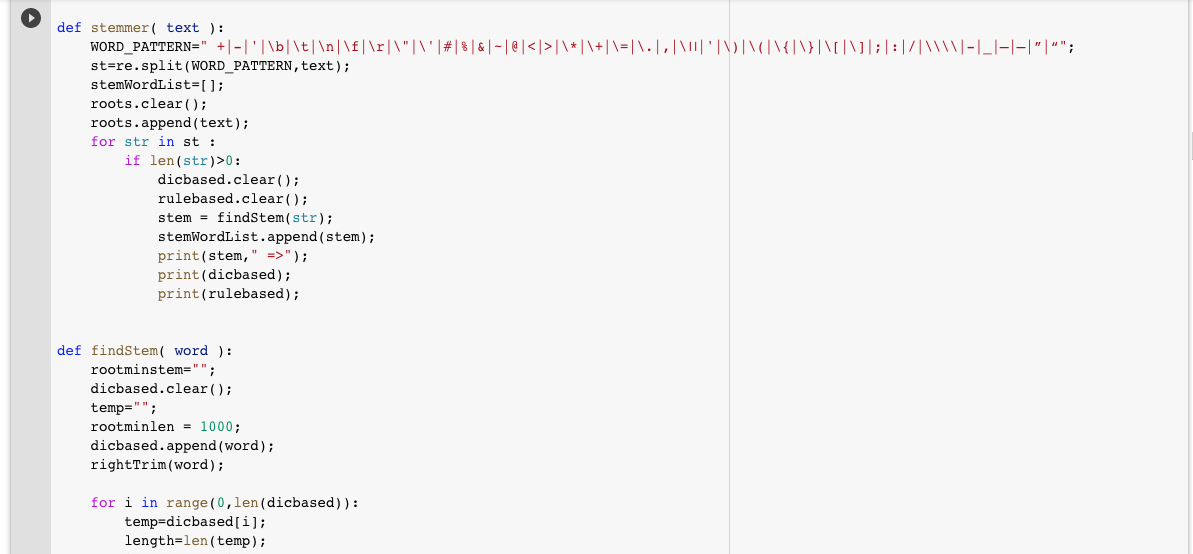 def stemmer( text ):
    WORD_PATTERN=" +|-|'|\b|\t|\n|\f|\r|\"|\'|#|%|&|~|@|<|>|\*|\+|\=|\.|,|\॥|'|\)|\(|\{|\}|\[|\]|;|:|/|\\\\|-|_|—|–|”|“";
    st=re.split(WORD_PATTERN,text);
    stemWordList=[];
    roots.clear();
    roots.append(text);
    for str in st :
        if len(str)>0:
            dicbased.clear();
            rulebased.clear();
            stem = findStem(str);
            stemWordList.append(stem);
            print(stem," =>");
            print(dicbased);
            print(rulebased);
def findStem( word ):
    rootminstem="";
    dicbased.clear();
    temp="";
    rootminlen = 1000;
    dicbased.append(word);
    rightTrim(word);
    for i in range(0,len(dicbased)):
        temp=dicbased[i];
        length=len(temp);